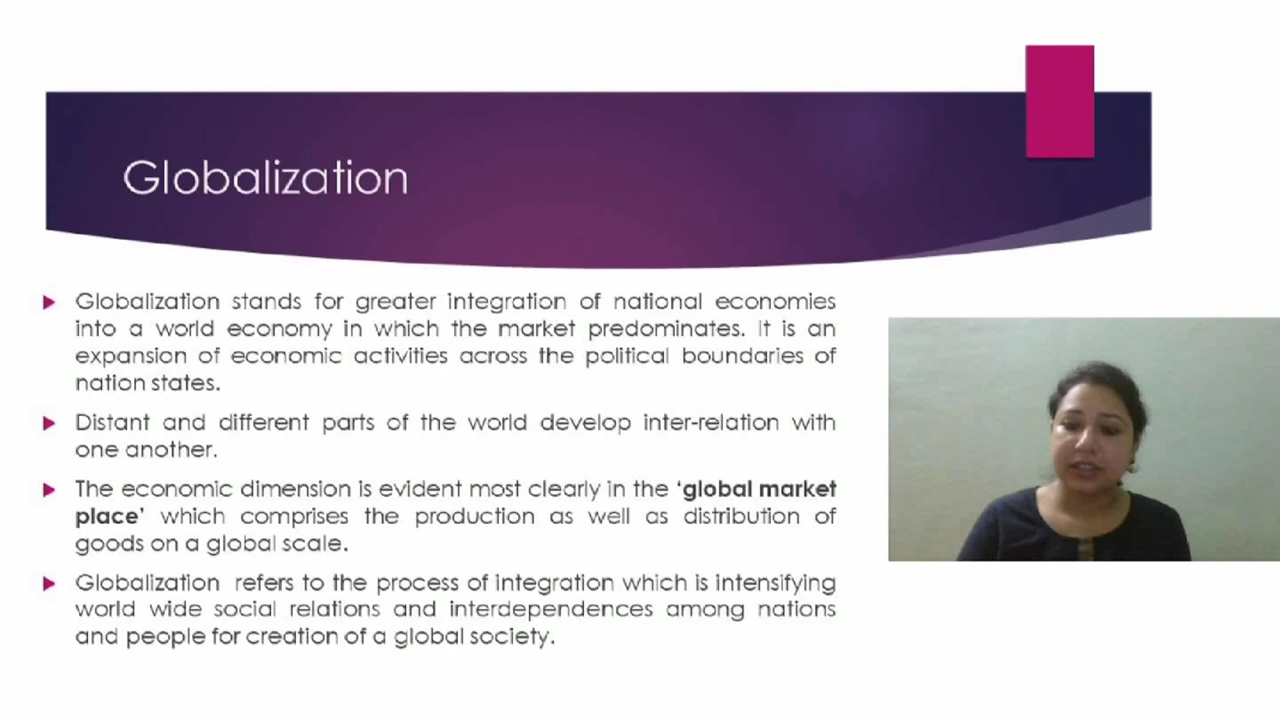 Globalization
Globalization stands for greater integration of national economies
into a world economy in which the market predominates. It is an
expansion of economic activities across the political boundaries of
nation states.
Distant and different parts of the world develop inter-relation with
one another.
The economic dimension is evident most clearly in the ‘global market
place’ which comprises the production as well as distribution of
goods on a global scale.
Globalization refers to the process of integration which is intensifying
world wide social relations and interdependences among nations
and people for creation of a global society.